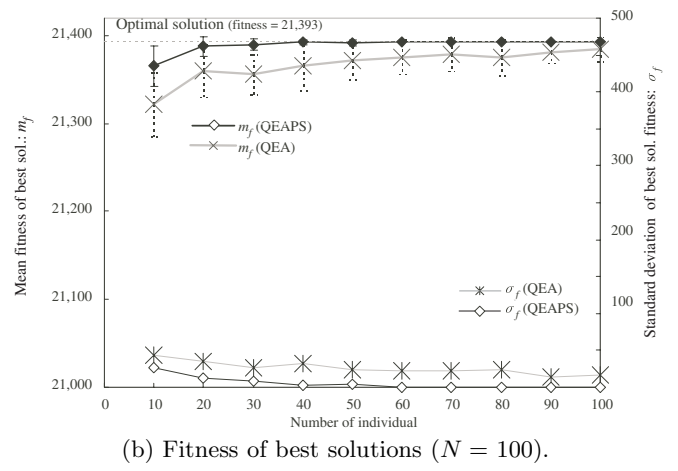 Optimal solution (fitness = 21,393)
21,400
21,300
21,200
21,100
21,000
Mean fitness of best sol.: m_f
500
400
300
200
100
Standard deviation of best sol. fitness: σ_f
m_f (QEAPS)
m_f (QEA)
σ_f (QEA)
σ_f (QEAPS)
0 10 20 30 40 50 60 70 80 90 100
Number of individual
(b) Fitness of best solutions (N = 100).